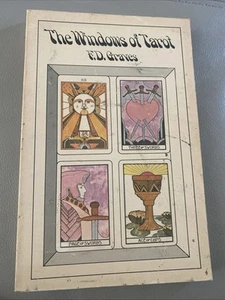 The Windows of Tarot
F.D. Graves
XIX
THREE OF SWORDS
PAGE OF SWORDS
ACE OF CUPS